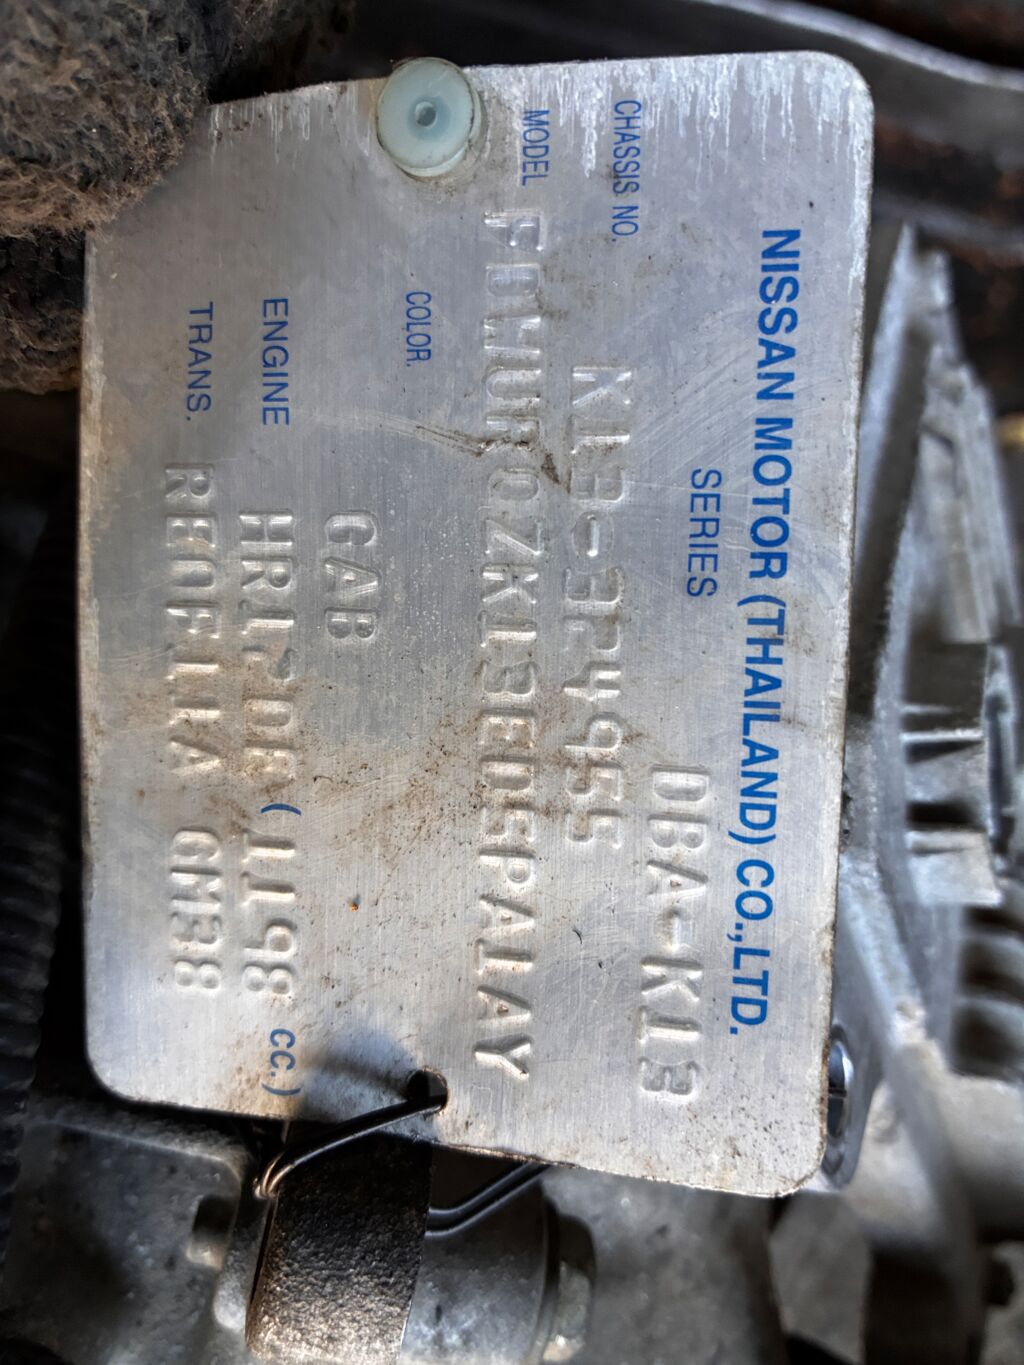 NISSAN MOTOR (THAILAND) CO.,LTD.
SERIES DBA-K13
CHASSIS NO. K13-324955
MODEL
COLOR. GAB
ENGINE HR12DE (1198 CC.)
TRANS. RE0F11A GM38